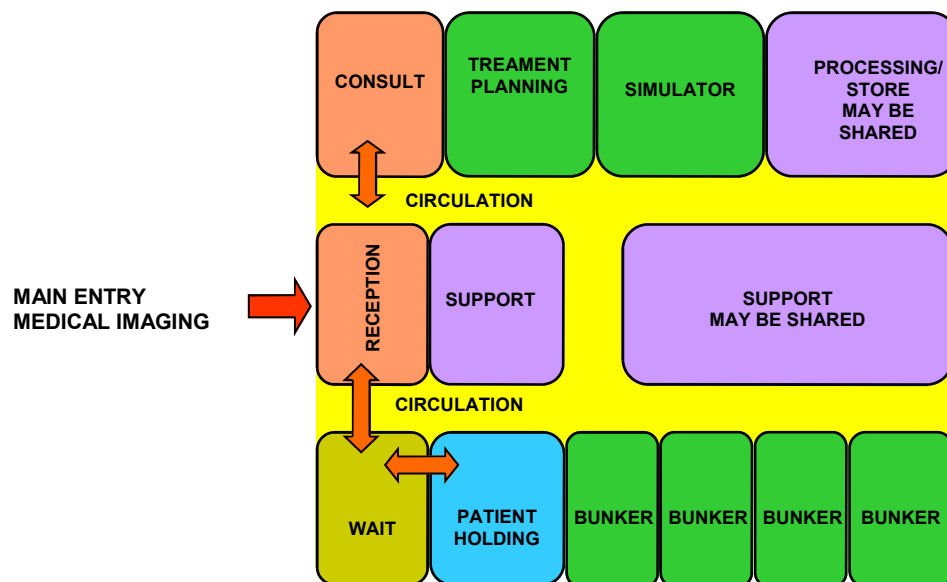 CONSULT
TREAMENT
PLANNING
SIMULATOR
PROCESSING/
STORE
MAY BE
SHARED
CIRCULATION
MAIN ENTRY
MEDICAL IMAGING
RECEPTION
SUPPORT
SUPPORT
MAY BE SHARED
CIRCULATION
WAIT
PATIENT
HOLDING
BUNKER
BUNKER
BUNKER
BUNKER